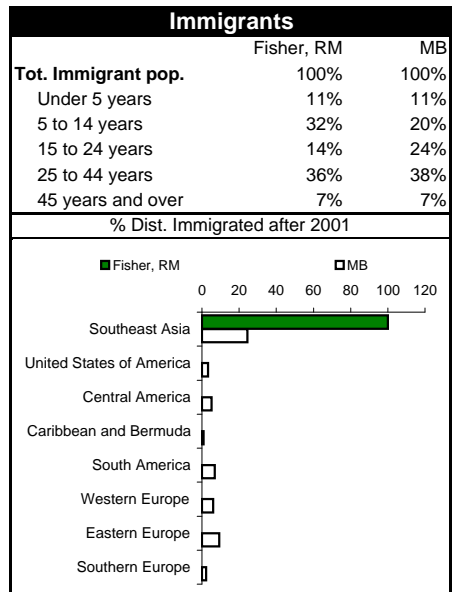 Immigrants
Fisher, RM MB
Tot. Immigrant pop. 100% 100%
Under 5 years 11% 11%
5 to 14 years 32% 20%
15 to 24 years 14% 24%
25 to 44 years 36% 38%
45 years and over 7% 7%
% Dist. Immigrated after 2001
Fisher, RM MB
0 20 40 60 80 100 120
Southeast Asia
United States of America
Central America
Caribbean and Bermuda
South America
Western Europe
Eastern Europe
Southern Europe